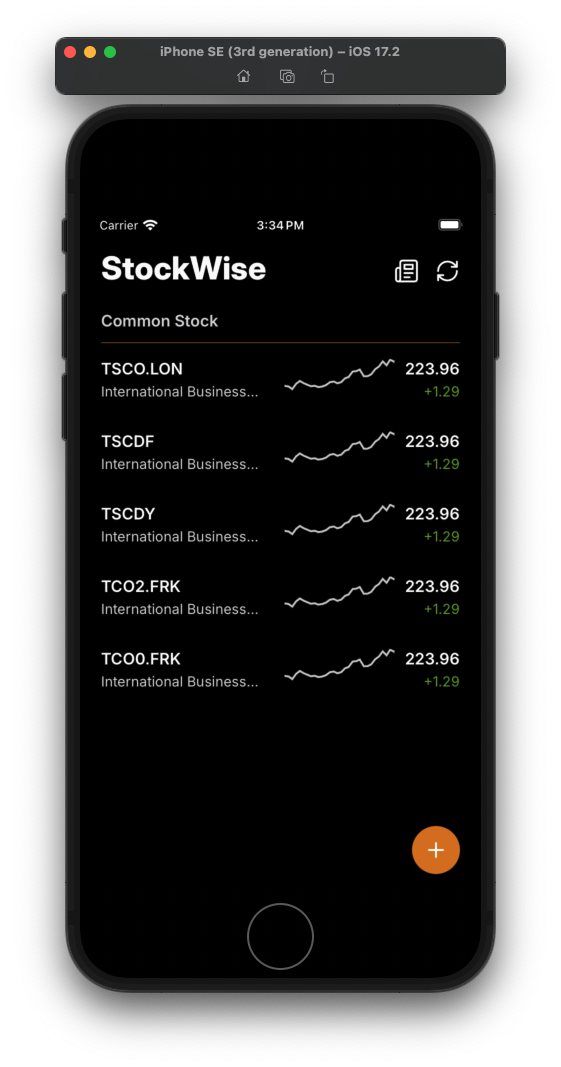 iPhone SE (3rd generation) – iOS 17.2
Carrier 3:34 PM
StockWise
Common Stock
TSCO.LON 223.96
International Business... +1.29
TSCDF 223.96
International Business... +1.29
TSCDY 223.96
International Business... +1.29
TCO2.FRK 223.96
International Business... +1.29
TCO0.FRK 223.96
International Business... +1.29